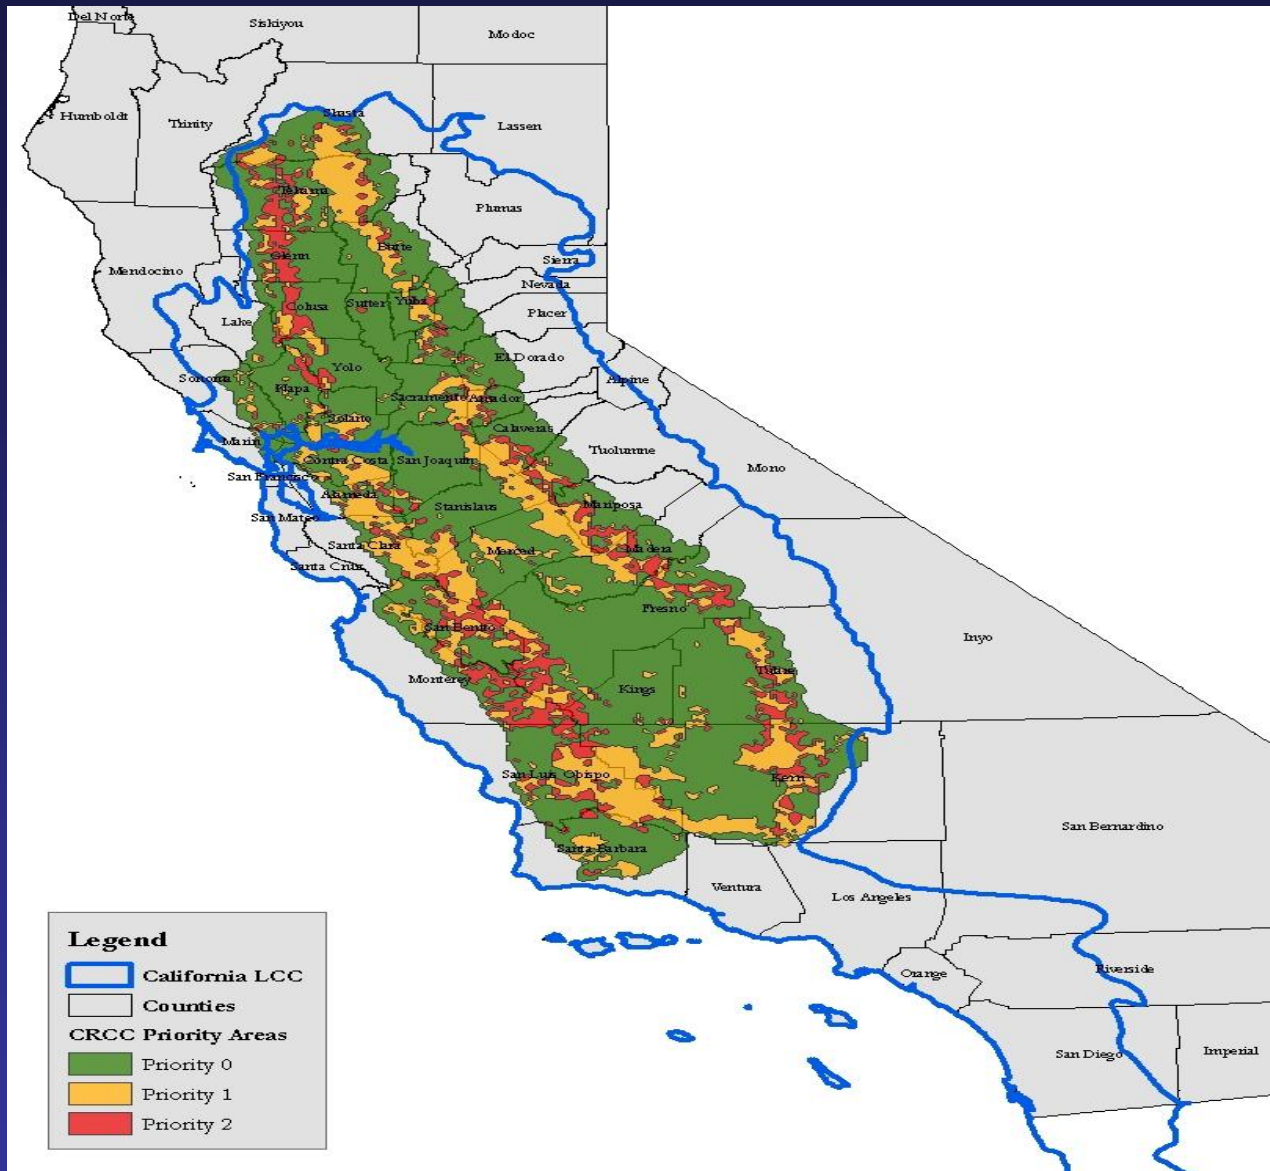 Del Norte
Siskiyou
Modoc
Humboldt
Trinity
Shasta
Lassen
Tehama
Plumas
Butte
Glenn
Sierra
Mendocino
Nevada
Colusa
Sutter
Yuba
Placer
Lake
El Dorado
Yolo
Sonoma
Alpine
Napa
Sacramento
Amador
Solano
Calaveras
Marin
Tuolumne
Contra Costa
San Joaquin
Mono
San Francisco
Alameda
Stanislaus
Mariposa
San Mateo
Santa Clara
Merced
Madera
Santa Cruz
Fresno
San Benito
Inyo
Tulare
Monterey
Kings
San Luis Obispo
Kern
San Bernardino
Santa Barbara
Ventura
Los Angeles
Orange
Riverside
San Diego
Imperial
Legend
California LCC
Counties
CRCC Priority Areas
Priority 0
Priority 1
Priority 2